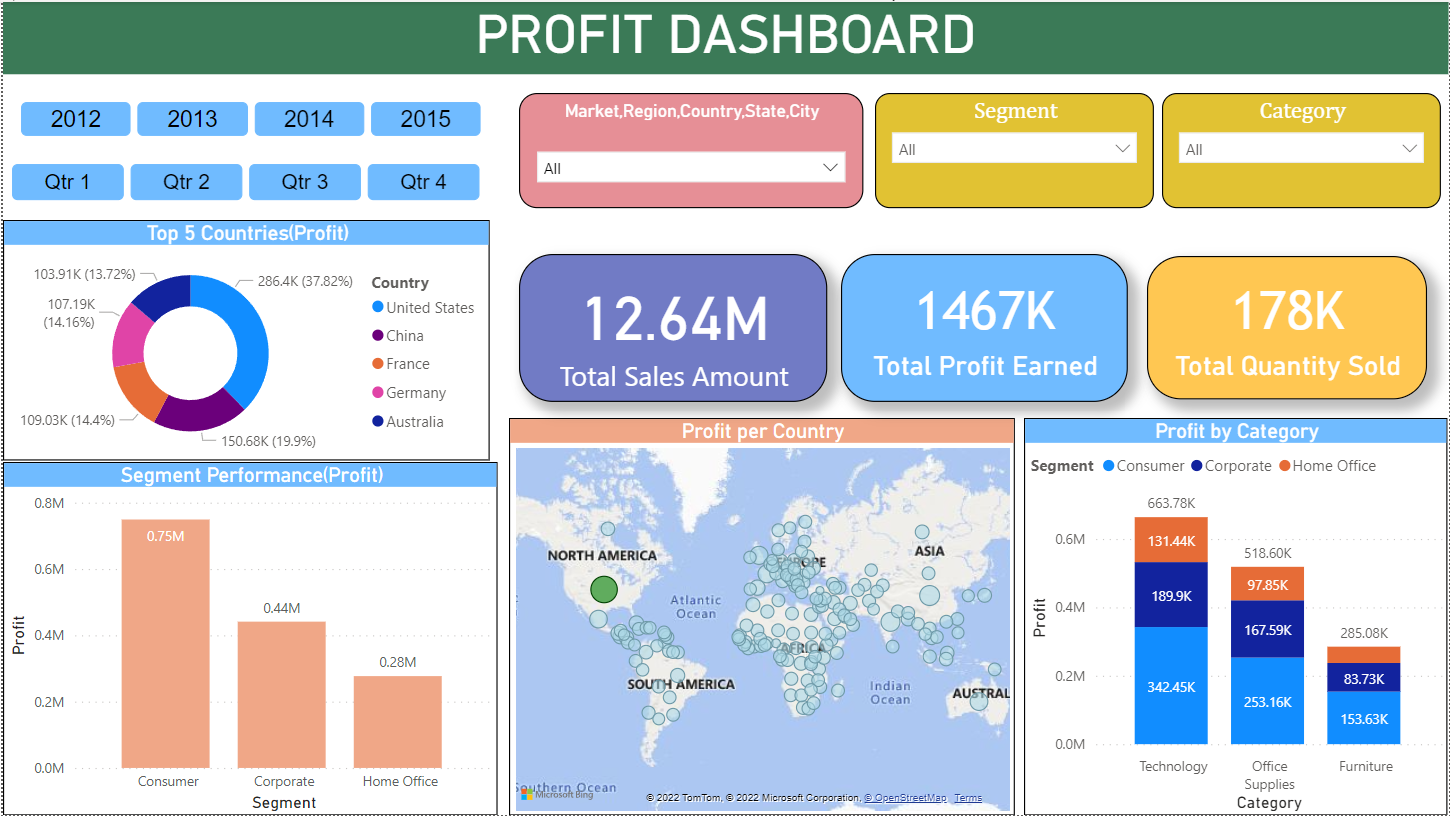 PROFIT DASHBOARD
2012
2013
2014
2015
Qtr 1
Qtr 2
Qtr 3
Qtr 4
Market,Region,Country,State,City
All
Segment
All
Category
All
Top 5 Countries(Profit)
103.91K (13.72%)
286.4K (37.82%)
107.19K
(14.16%)
109.03K (14.4%)
150.68K (19.9%)
Country
United States
China
France
Germany
Australia
12.64M
Total Sales Amount
1467K
Total Profit Earned
178K
Total Quantity Sold
Segment Performance(Profit)
0.8M
0.6M
0.4M
0.2M
0.0M
Profit
0.75M
0.44M
0.28M
Consumer
Corporate
Home Office
Segment
Profit per Country
NORTH AMERICA
ASIA
Atlantic
Ocean
AFRICA
SOUTH AMERICA
Indian
Ocean
AUSTRAL
Southern Ocean
Microsoft Bing
© 2022 TomTom, © 2022 Microsoft Corporation, © OpenStreetMap Terms
Profit by Category
Segment Consumer Corporate Home Office
0.6M
0.4M
0.2M
0.0M
Profit
663.78K
131.44K
189.9K
342.45K
518.60K
97.85K
167.59K
253.16K
285.08K
83.73K
153.63K
Technology
Office
Supplies
Furniture
Category